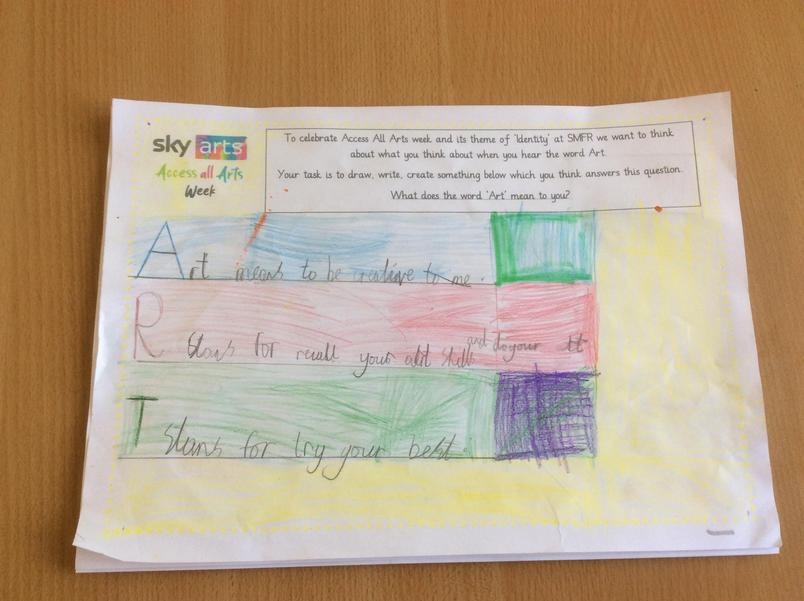 sky arts
Access all Arts
Week
To celebrate Access All Arts week and its theme of 'Identity' at SMFR we want to think
about what you think about when you hear the word Art.
Your task is to draw, write, create something below which you think answers this question.
What does the word 'Art' mean to you?
Art means to be creative to me.
R stans for recall your skills and do your
T stans for try your best.